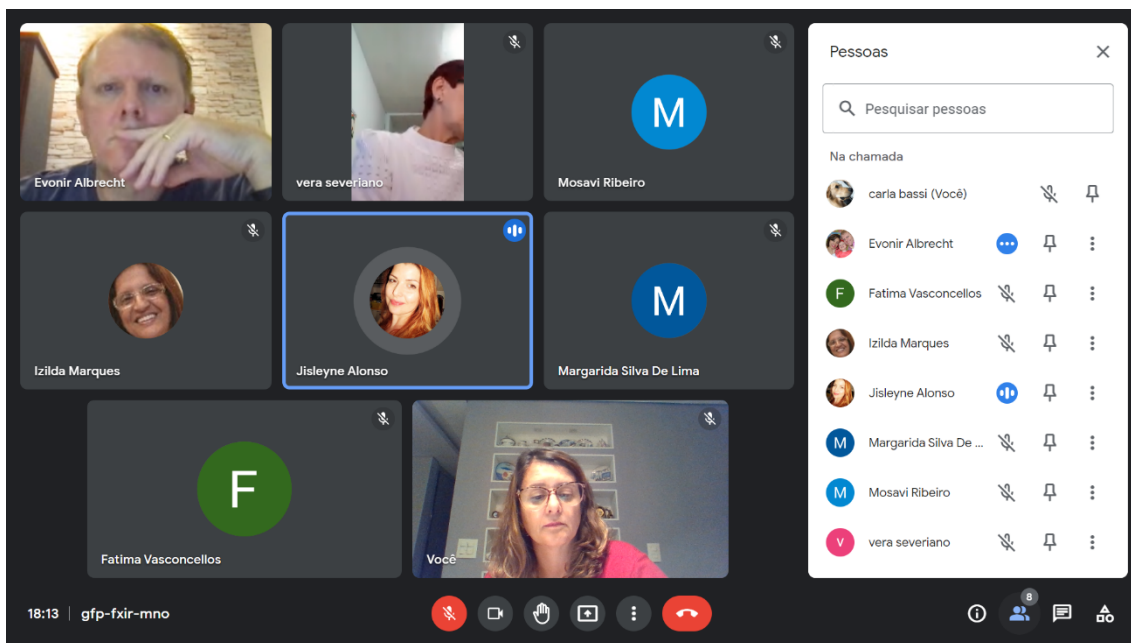 Evonir Albrecht
vera severiano
M
Mosavi Ribeiro
Izilda Marques
Jisleyne Alonso
M
Margarida Silva De Lima
F
Fatima Vasconcellos
Você
Pessoas
Pesquisar pessoas
Na chamada
carla bassi (Você)
Evonir Albrecht
F Fatima Vasconcellos
Izilda Marques
Jisleyne Alonso
M Margarida Silva De ...
M Mosavi Ribeiro
V vera severiano
18:13 | gfp-fxir-mno
8